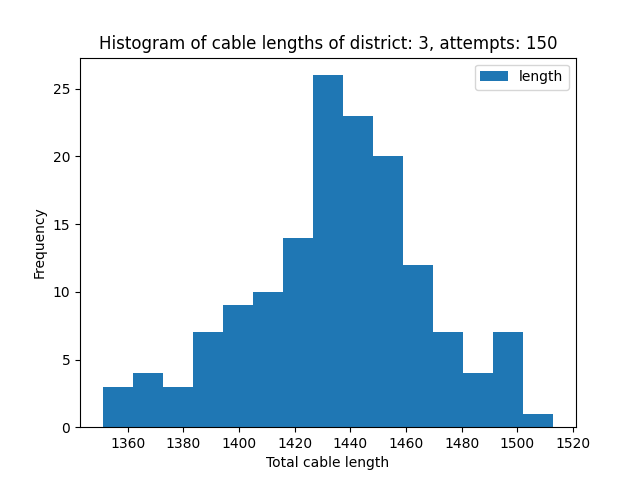 Histogram of cable lengths of district: 3, attempts: 150
length
25
20
15
10
5
0
Frequency
1360 1380 1400 1420 1440 1460 1480 1500 1520
Total cable length